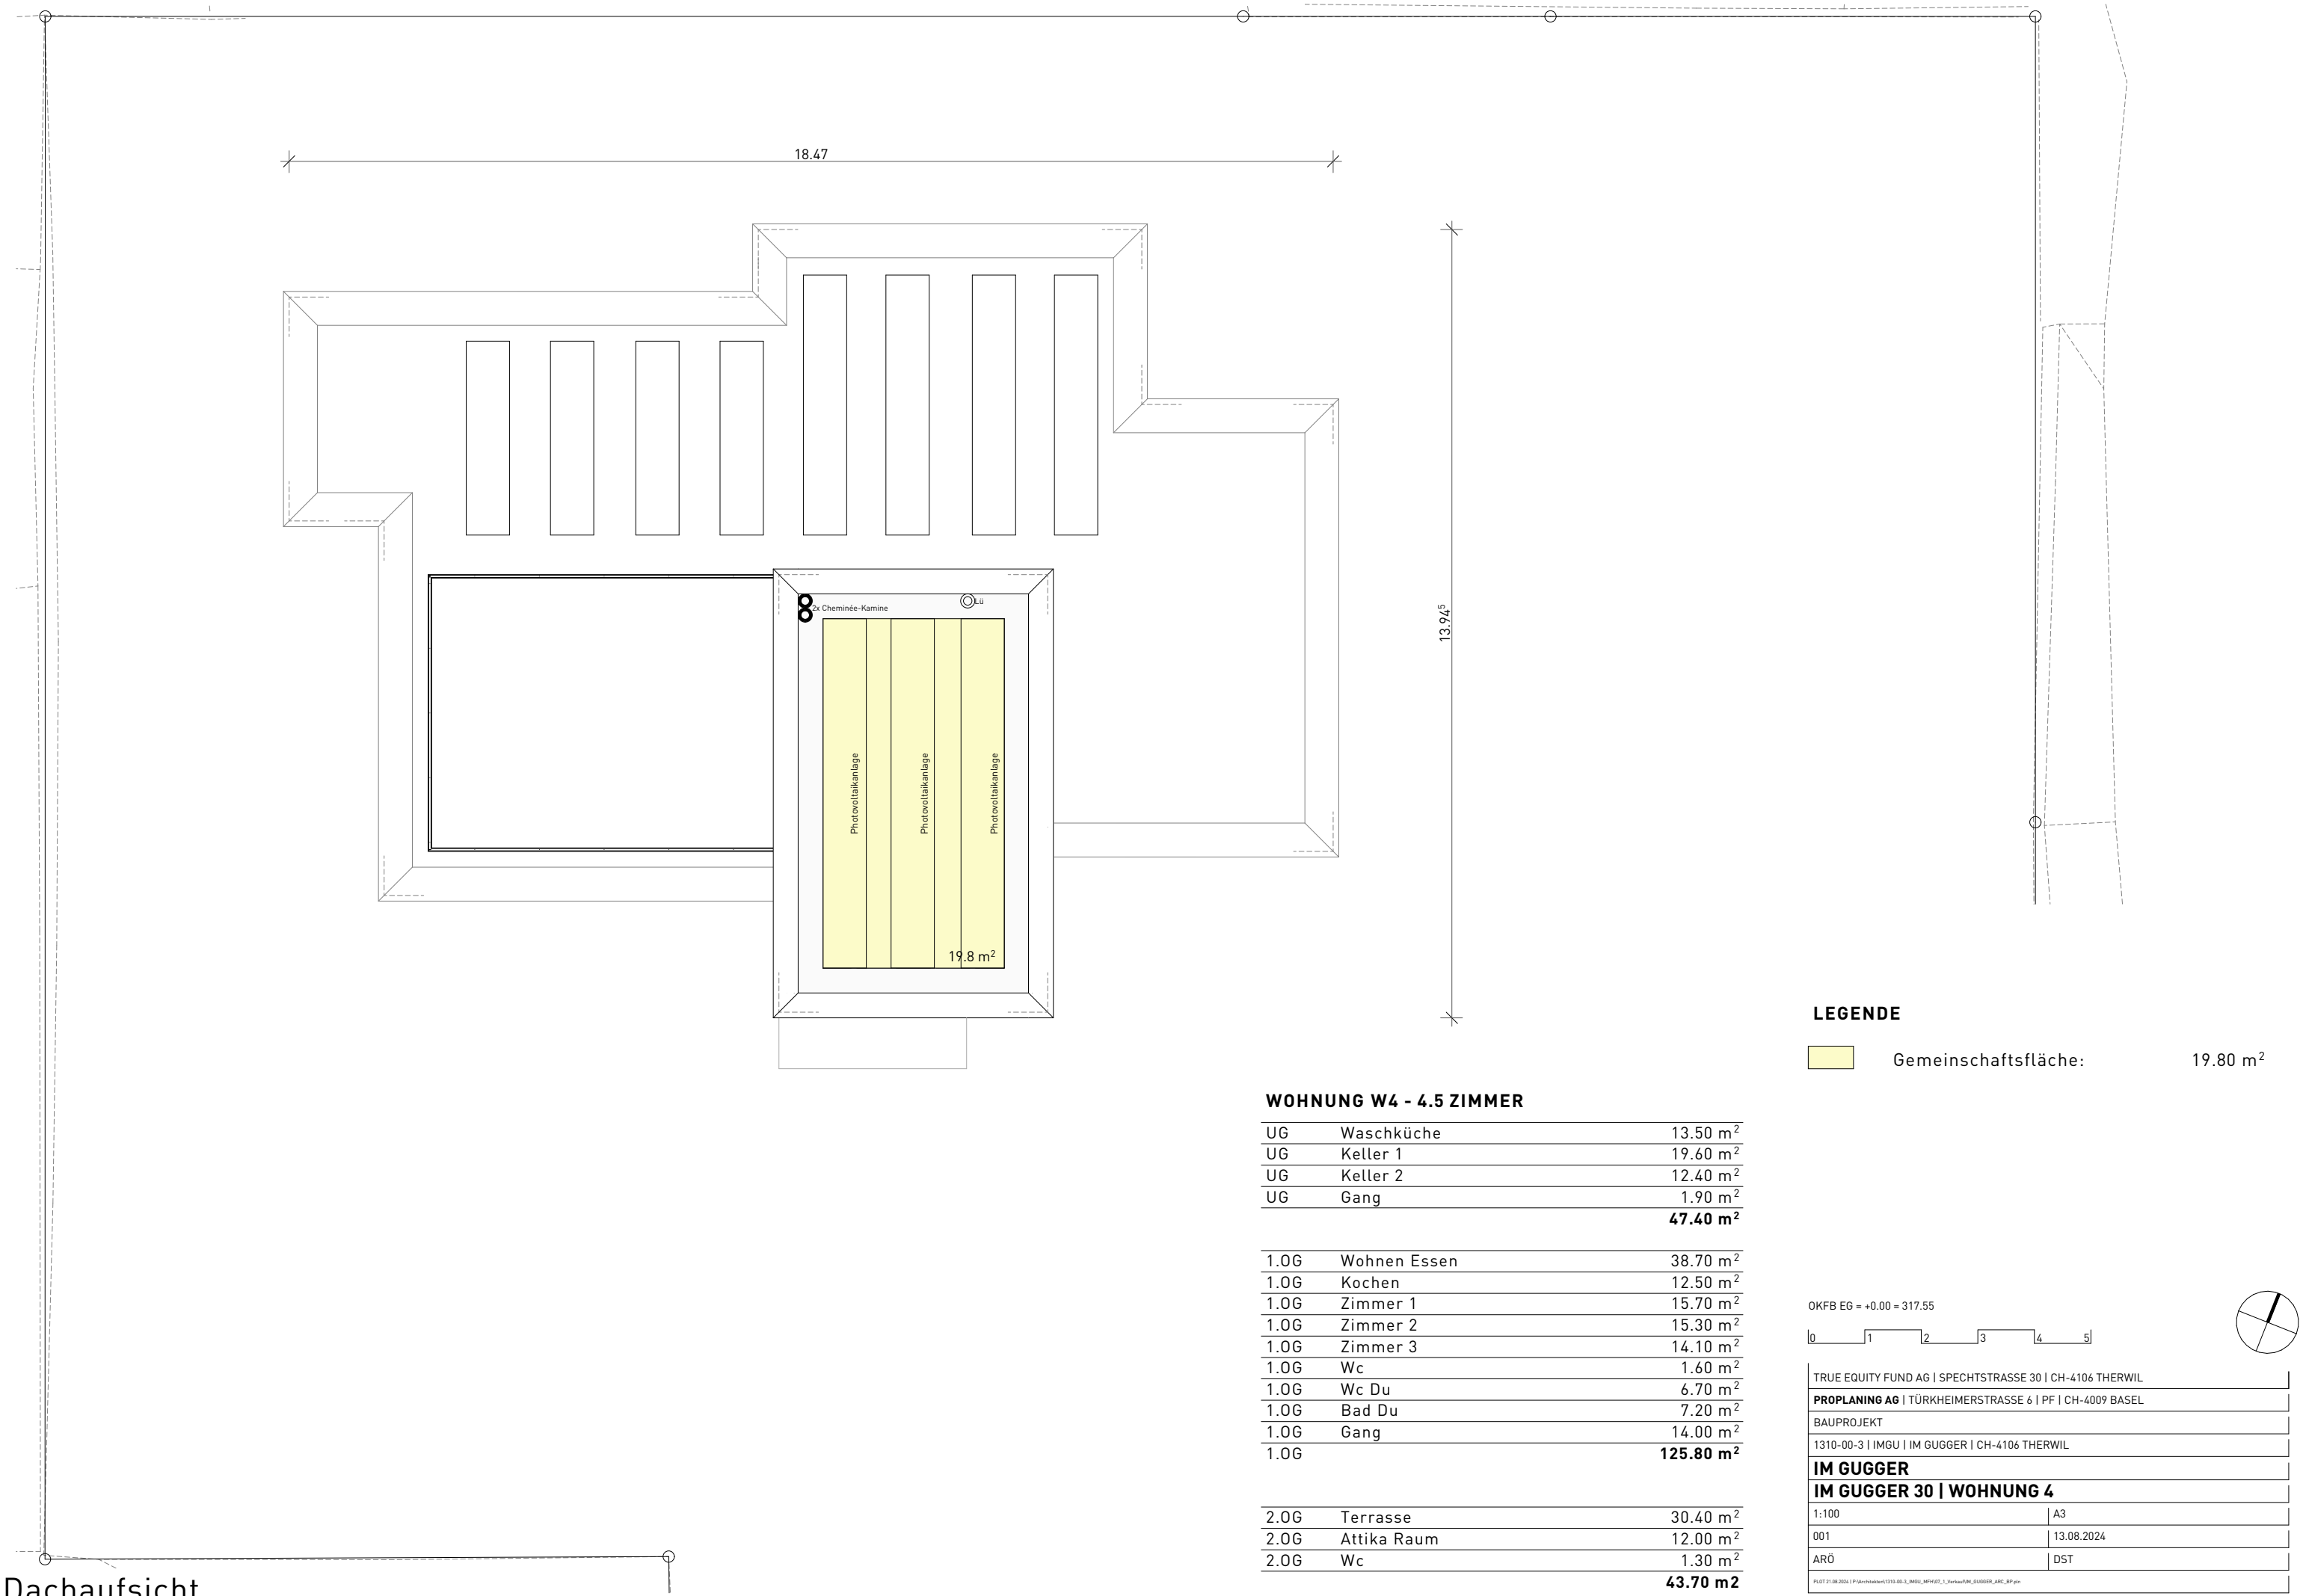 18.47
13.94⁵
2x Cheminée-Kamine
Lü
Photovoltaikanlage
Photovoltaikanlage
Photovoltaikanlage
19.8 m²
LEGENDE
Gemeinschaftsfläche: 19.80 m²
WOHNUNG W4 - 4.5 ZIMMER
UG Waschküche 13.50 m²
UG Keller 1 19.60 m²
UG Keller 2 12.40 m²
UG Gang 1.90 m²
47.40 m²
1.OG Wohnen Essen 38.70 m²
1.OG Kochen 12.50 m²
1.OG Zimmer 1 15.70 m²
1.OG Zimmer 2 15.30 m²
1.OG Zimmer 3 14.10 m²
1.OG Wc 1.60 m²
1.OG Wc Du 6.70 m²
1.OG Bad Du 7.20 m²
1.OG Gang 14.00 m²
1.OG 125.80 m²
2.OG Terrasse 30.40 m²
2.OG Attika Raum 12.00 m²
2.OG Wc 1.30 m²
43.70 m2
OKFB EG = +0.00 = 317.55
0 1 2 3 4 5
TRUE EQUITY FUND AG | SPECHTSTRASSE 30 | CH-4106 THERWIL
PROPLANING AG | TÜRKHEIMERSTRASSE 6 | PF | CH-4009 BASEL
BAUPROJEKT
1310-00-3 | IMGU | IM GUGGER | CH-4106 THERWIL
IM GUGGER
IM GUGGER 30 | WOHNUNG 4
1:100 A3
001 13.08.2024
ARÖ DST
Dachaufsicht